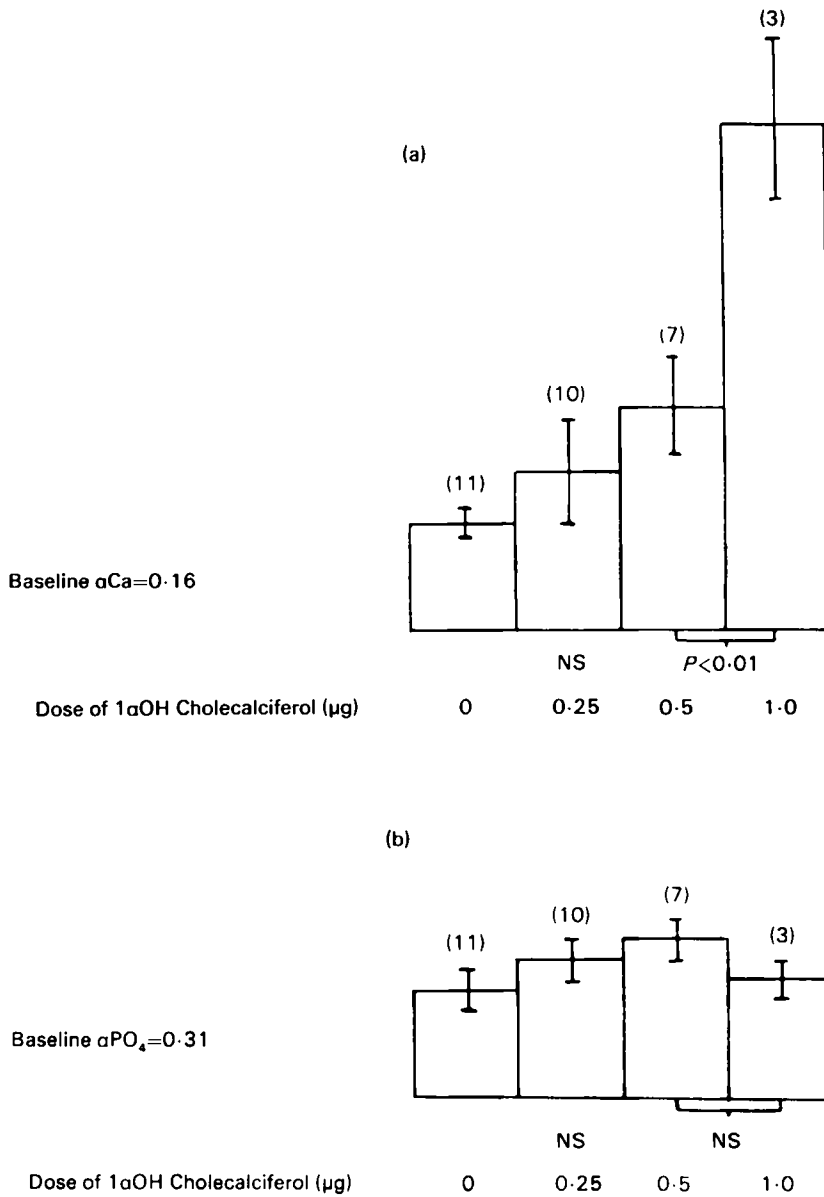 (3)
(a)
(7)
(10)
(11)
Baseline αCa=0·16
NS P<0·01
Dose of 1αOH Cholecalciferol (µg) 0 0·25 0·5 1·0
(b)
(7)
(10) (3)
(11)
Baseline αPO₄=0·31
NS NS
Dose of 1αOH Cholecalciferol (µg) 0 0·25 0·5 1·0